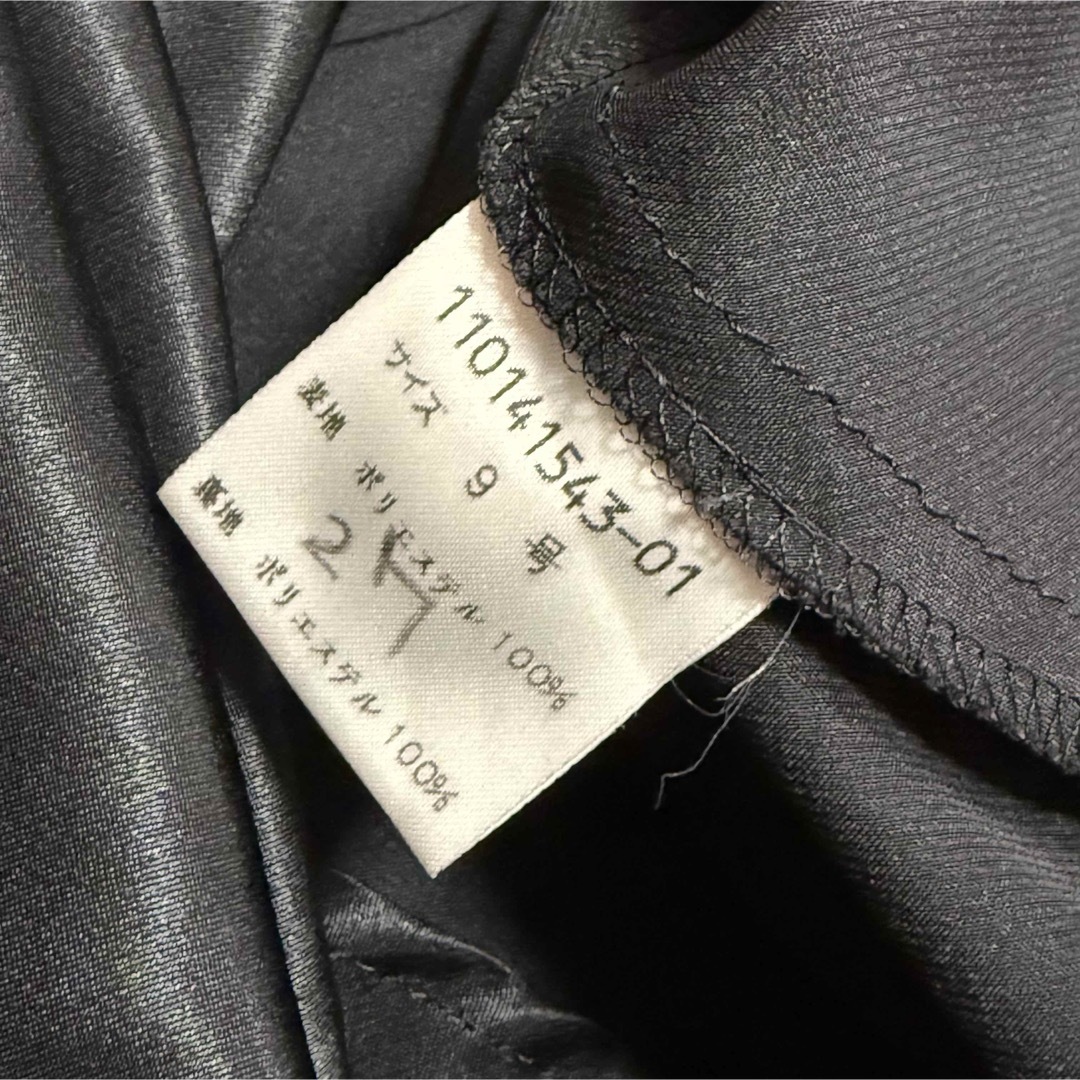 110141543-01
サイズ 9 号
表地 ポリエステル 100%
裏地 ポリエステル 100%